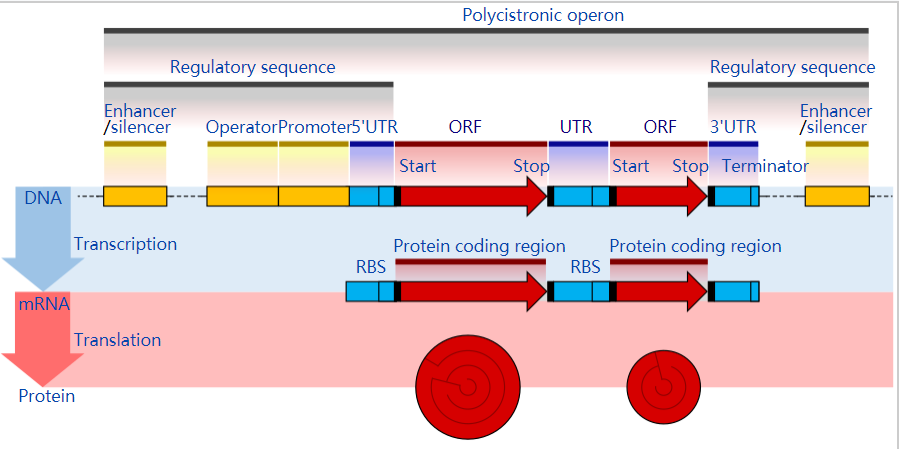 Polycistronic operon
Regulatory sequence
Regulatory sequence
Enhancer
/silencer
Operator
Promoter
5'UTR
ORF
UTR
ORF
3'UTR
Enhancer
/silencer
Start
Stop
Start
Stop
Terminator
DNA
Transcription
Protein coding region
Protein coding region
RBS
RBS
mRNA
Translation
Protein